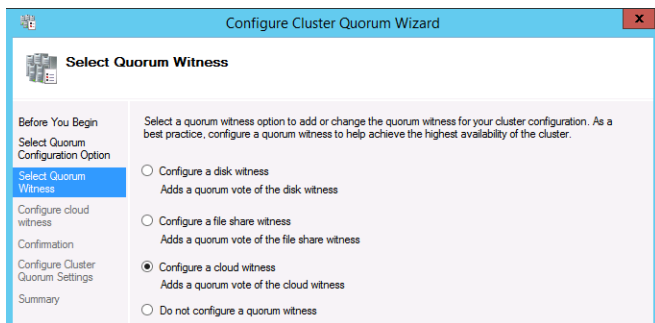 Configure Cluster Quorum Wizard
x
Select Quorum Witness
Before You Begin
Select Quorum
Configuration Option
Select Quorum
Witness
Configure cloud
witness
Confirmation
Configure Cluster
Quorum Settings
Summary
Select a quorum witness option to add or change the quorum witness for your cluster configuration. As a
best practice, configure a quorum witness to help achieve the highest availability of the cluster.
Configure a disk witness
Adds a quorum vote of the disk witness
Configure a file share witness
Adds a quorum vote of the file share witness
Configure a cloud witness
Adds a quorum vote of the cloud witness
Do not configure a quorum witness